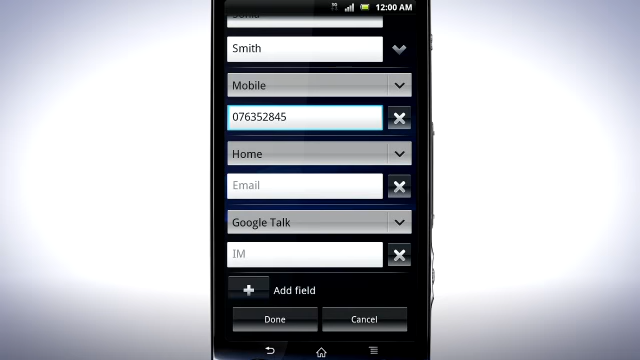 12:00 AM
Smith
Mobile
076352845
Home
Email
Google Talk
IM
Add field
Done
Cancel